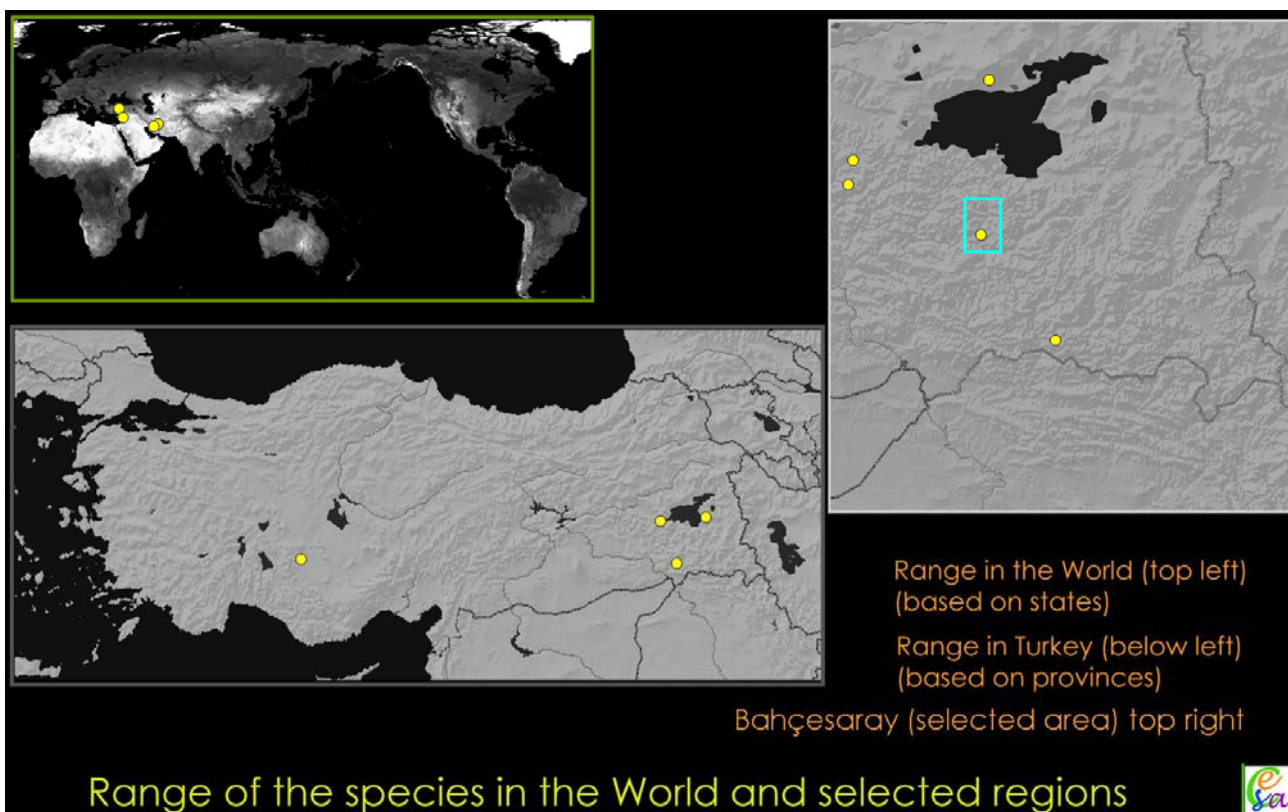 Range in the World (top left)
(based on states)
Range in Turkey (below left)
(based on provinces)
Bahçesaray (selected area) top right
Range of the species in the World and selected regions